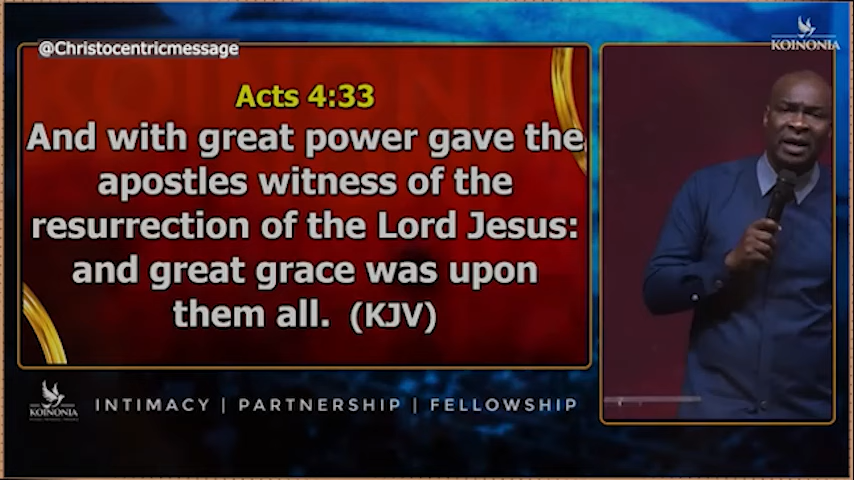 @Christocentricmessage
KOINONIA
Acts 4:33
And with great power gave the
apostles witness of the
resurrection of the Lord Jesus:
and great grace was upon
them all. (KJV)
KOINONIA
INTIMACY | PARTNERSHIP | FELLOWSHIP